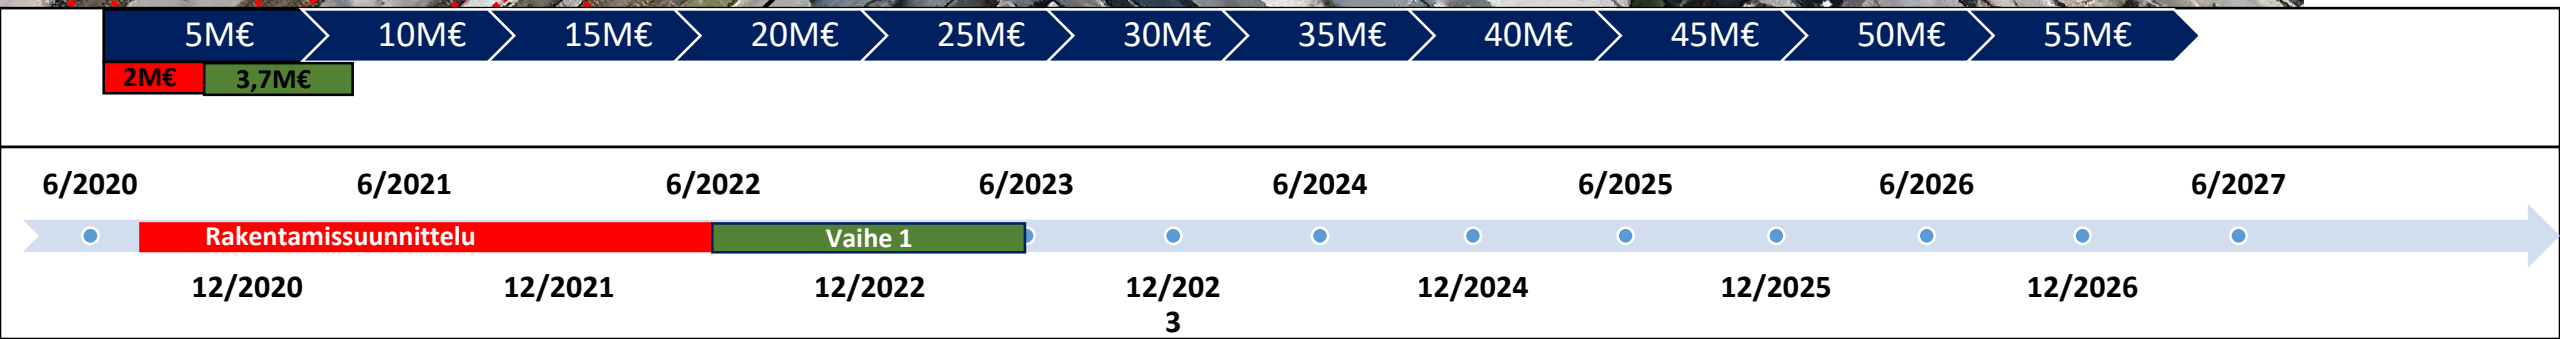 5M€ 10M€ 15M€ 20M€ 25M€ 30M€ 35M€ 40M€ 45M€ 50M€ 55M€
2M€ 3,7M€
6/2020 6/2021 6/2022 6/2023 6/2024 6/2025 6/2026 6/2027
Rakentamissuunnittelu Vaihe 1
12/2020 12/2021 12/2022 12/202 12/2024 12/2025 12/2026
3